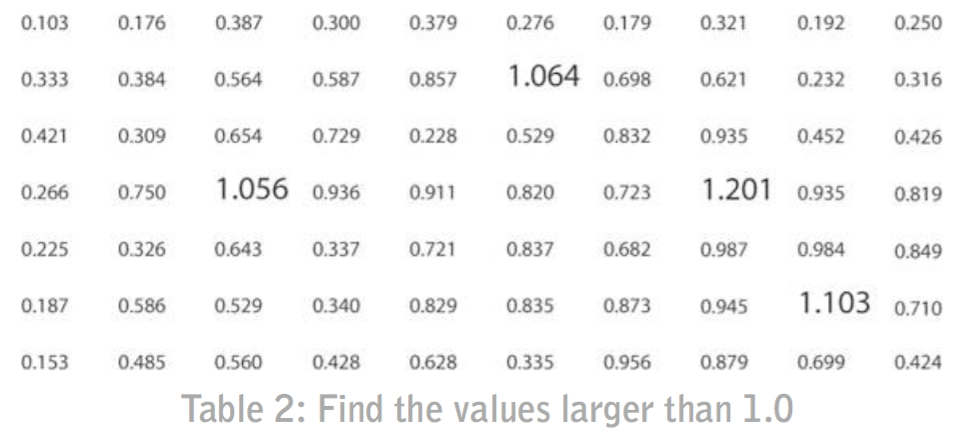 0.103 0.176 0.387 0.300 0.379 0.276 0.179 0.321 0.192 0.250
0.333 0.384 0.564 0.587 0.857 1.064 0.698 0.621 0.232 0.316
0.421 0.309 0.654 0.729 0.228 0.529 0.832 0.935 0.452 0.426
0.266 0.750 1.056 0.936 0.911 0.820 0.723 1.201 0.935 0.819
0.225 0.326 0.643 0.337 0.721 0.837 0.682 0.987 0.984 0.849
0.187 0.586 0.529 0.340 0.829 0.835 0.873 0.945 1.103 0.710
0.153 0.485 0.560 0.428 0.628 0.335 0.956 0.879 0.699 0.424
Table 2: Find the values larger than 1.0